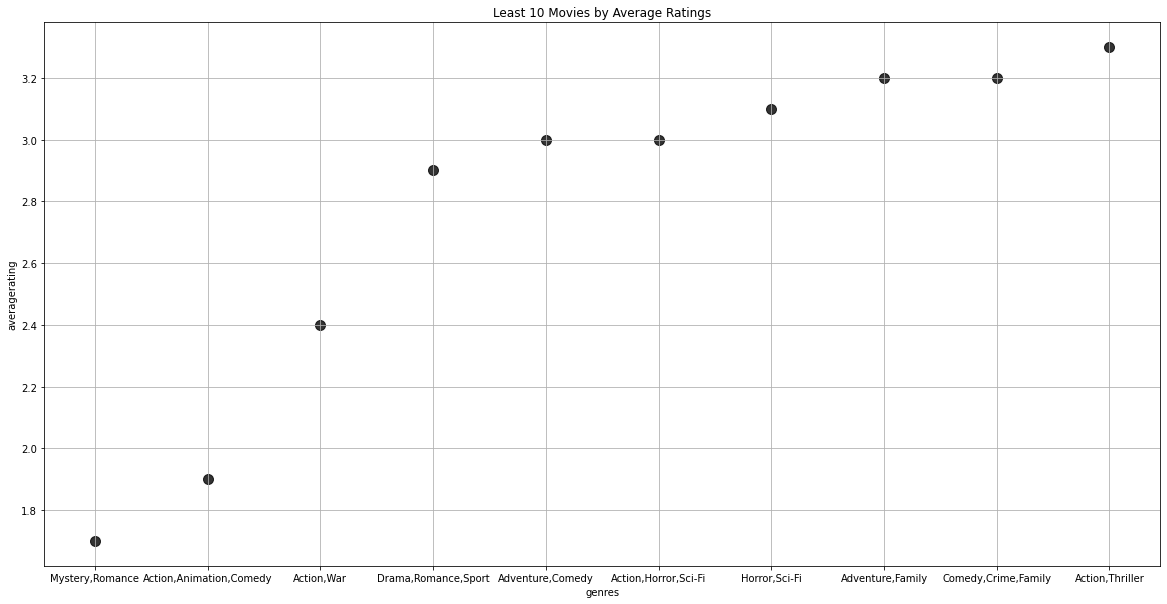 Least 10 Movies by Average Ratings
averagerating
3.2
3.0
2.8
2.6
2.4
2.2
2.0
1.8
Mystery,Romance Action,Animation,Comedy Action,War Drama,Romance,Sport Adventure,Comedy Action,Horror,Sci-Fi Horror,Sci-Fi Adventure,Family Comedy,Crime,Family Action,Thriller
genres